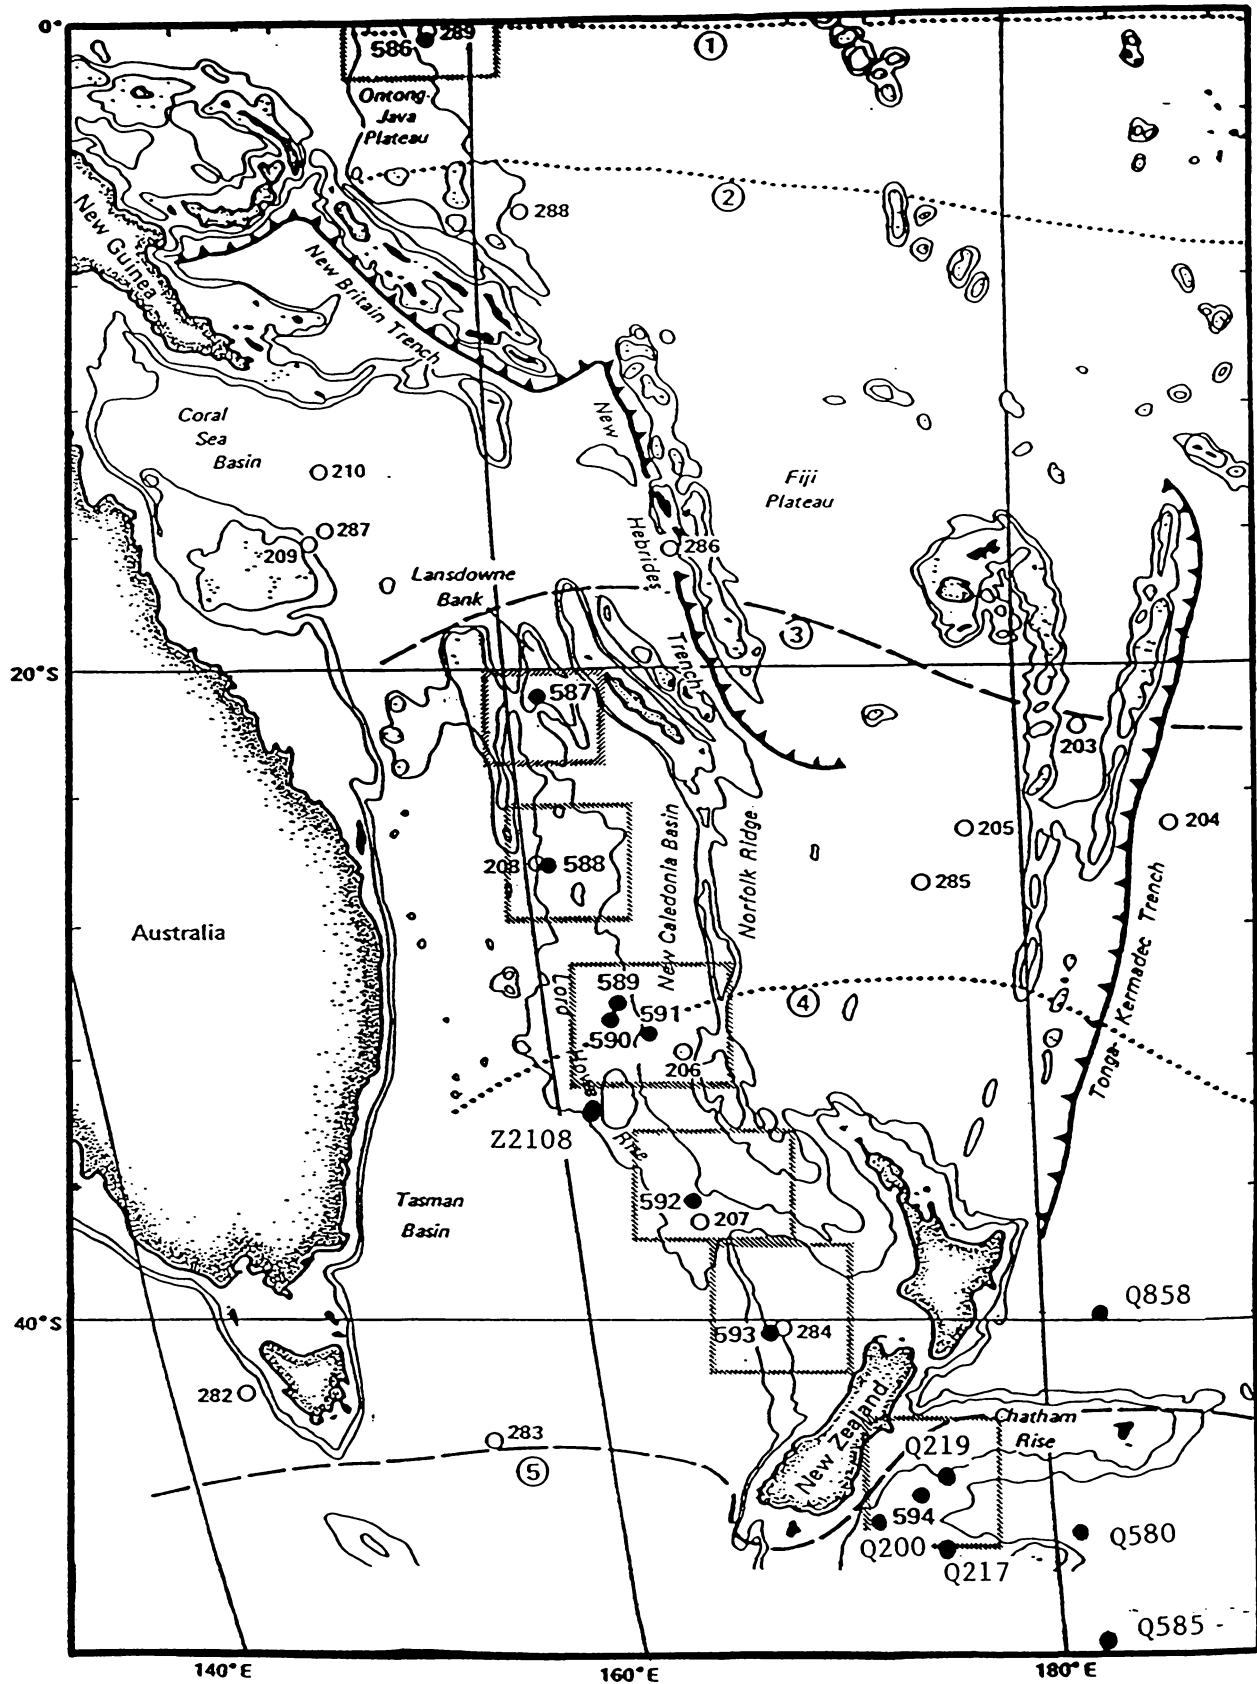 0°
289
586
1
Ontong-
Java
Plateau
2
288
New Guinea
New Britain Trench
Coral
Sea
Basin
210
New
Fiji
Plateau
287
209
Hebrides
286
Lansdowne
Bank
3
Trench
20°S
587
203
205
204
208
588
285
New Caledonia Basin
Norfolk Ridge
Tonga-Kermadec Trench
Australia
589
Lord
4
591
590
206
Howe
Z2108
Rise
Tasman
Basin
592
207
Q858
40°S
593
284
282
New Zealand
Chatham
Rise
283
Q219
5
594
Q200
Q580
Q217
Q585
140°E
160°E
180°E